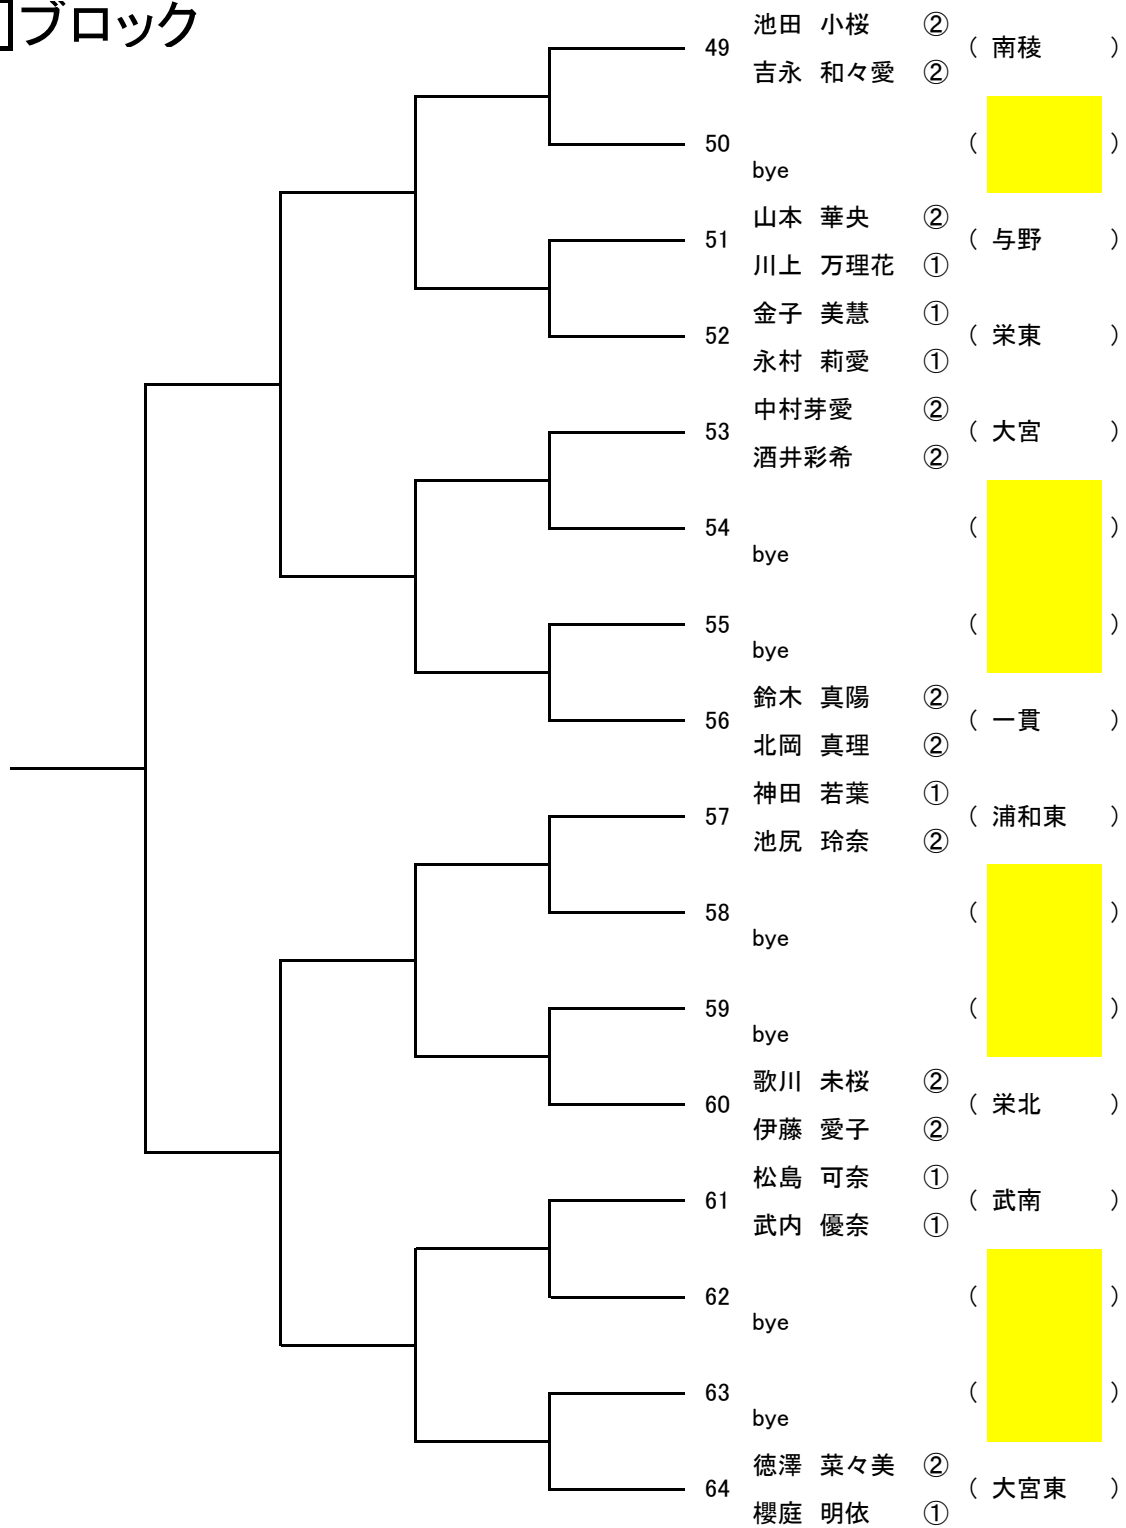 ブロック
池田 小桜 ②
49 ( 南稜 )
吉永 和々愛 ②
50 ( )
bye
山本 華央 ②
51 ( 与野 )
川上 万理花 ①
金子 美慧 ①
52 ( 栄東 )
永村 莉愛 ①
中村芽愛 ②
53 ( 大宮 )
酒井彩希 ②
54 ( )
bye
55 ( )
bye
鈴木 真陽 ②
56 ( 一貫 )
北岡 真理 ②
神田 若葉 ①
57 ( 浦和東 )
池尻 玲奈 ②
58 ( )
bye
59 ( )
bye
歌川 未桜 ②
60 ( 栄北 )
伊藤 愛子 ②
松島 可奈 ①
61 ( 武南 )
武内 優奈 ①
62 ( )
bye
63 ( )
bye
徳澤 菜々美 ②
64 ( 大宮東 )
櫻庭 明依 ①